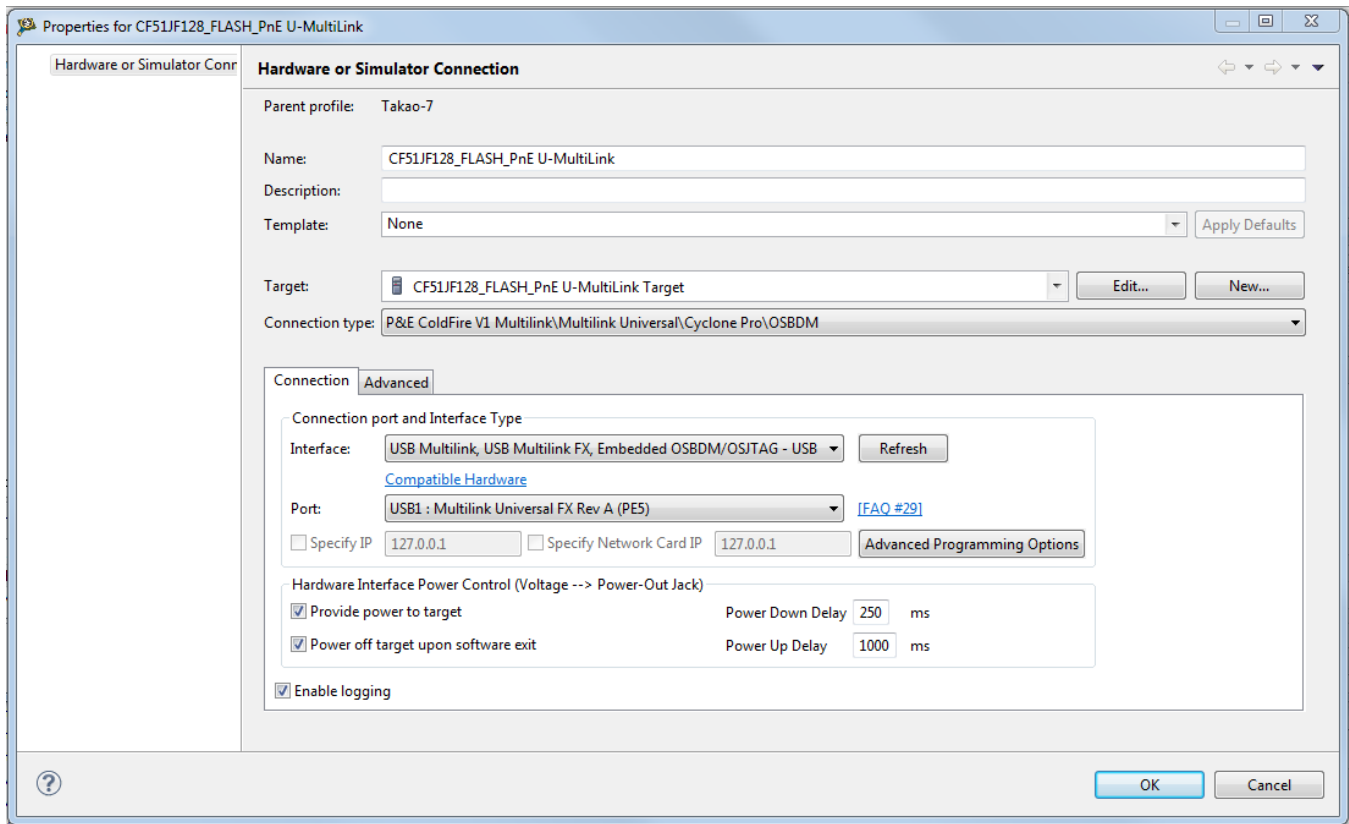 Properties for CF51JF128_FLASH_PnE U-MultiLink
Hardware or Simulator Conn
Hardware or Simulator Connection
Parent profile: Takao-7
Name: CF51JF128_FLASH_PnE U-MultiLink
Description:
Template: None Apply Defaults
Target: CF51JF128_FLASH_PnE U-MultiLink Target Edit... New...
Connection type: P&E ColdFire V1 Multilink\Multilink Universal\Cyclone Pro\OSBDM
Connection Advanced
Connection port and Interface Type
Interface: USB Multilink, USB Multilink FX, Embedded OSBDM/OSJTAG - USB Refresh
Compatible Hardware
Port: USB1 : Multilink Universal FX Rev A (PE5) [FAQ #29]
Specify IP 127.0.0.1 Specify Network Card IP 127.0.0.1 Advanced Programming Options
Hardware Interface Power Control (Voltage --> Power-Out Jack)
Provide power to target Power Down Delay 250 ms
Power off target upon software exit Power Up Delay 1000 ms
Enable logging
? OK Cancel